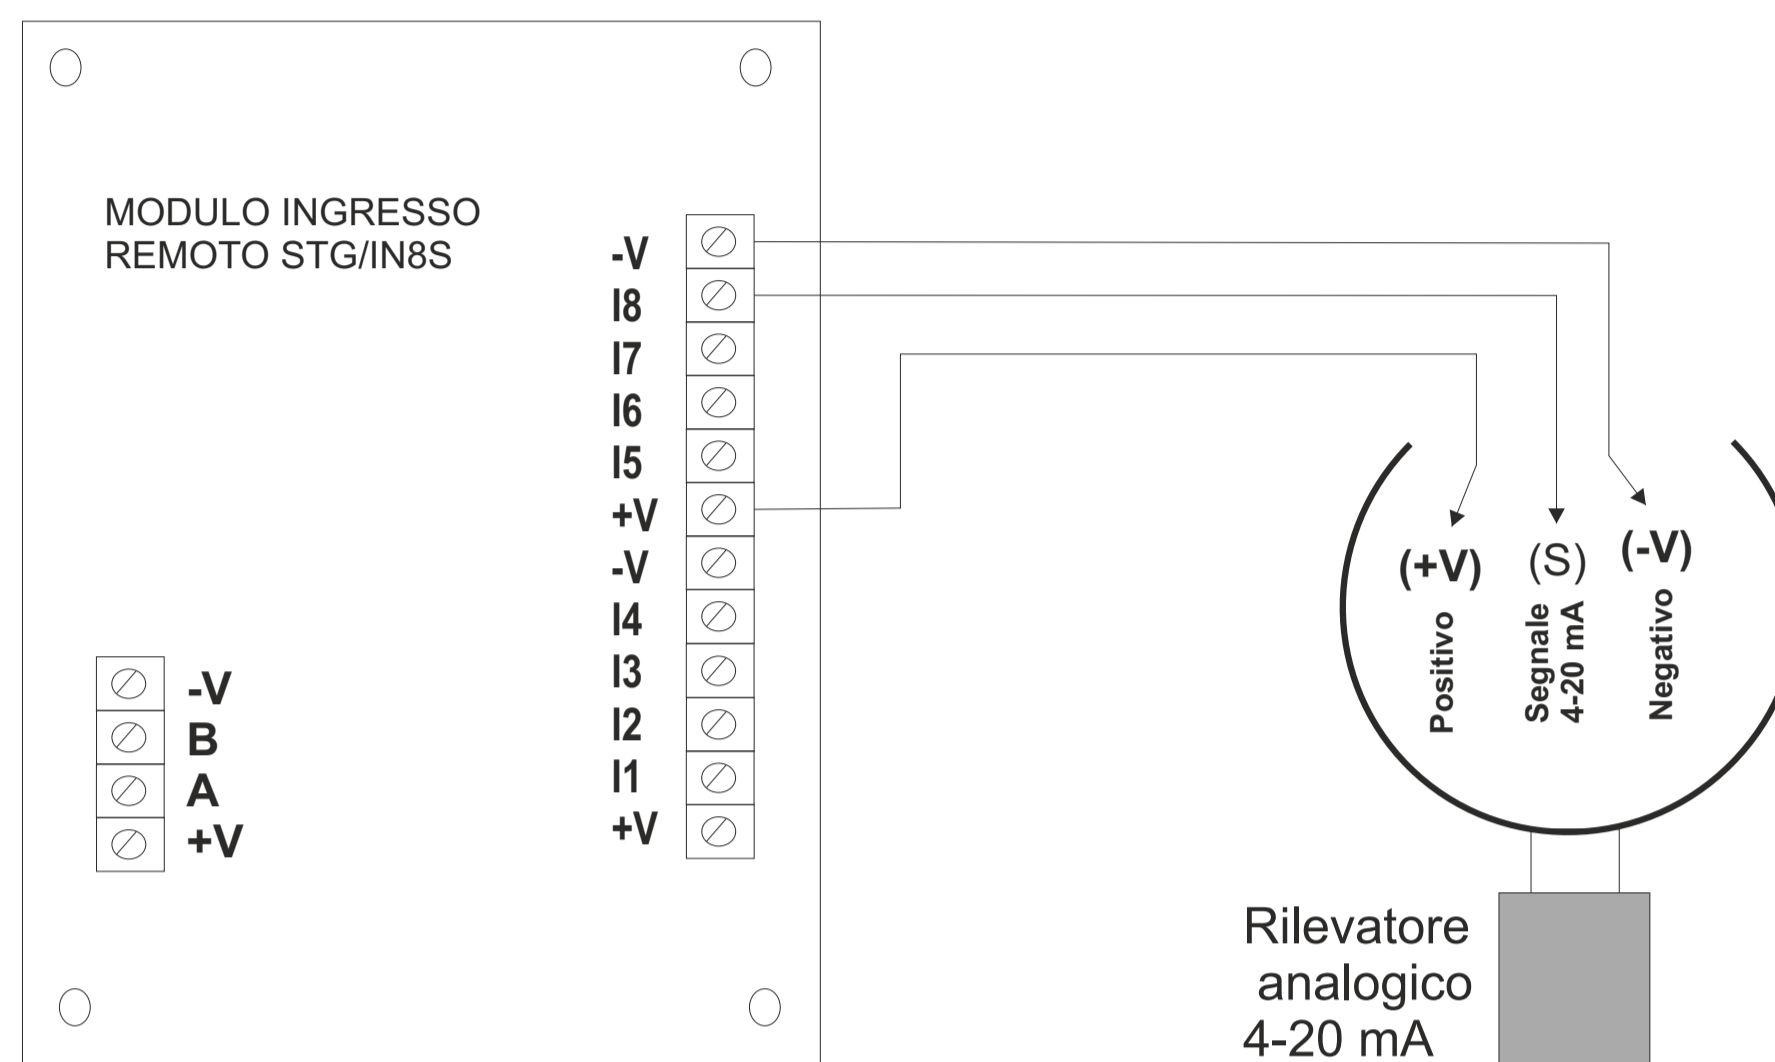 MODULO INGRESSO
REMOTO STG/IN8S
-V
I8
I7
I6
I5
+V
-V
I4
I3
I2
I1
+V
-V
B
A
+V
(+V)
Positivo
(S)
Segnale
4-20 mA
(-V)
Negativo
Rilevatore
analogico
4-20 mA